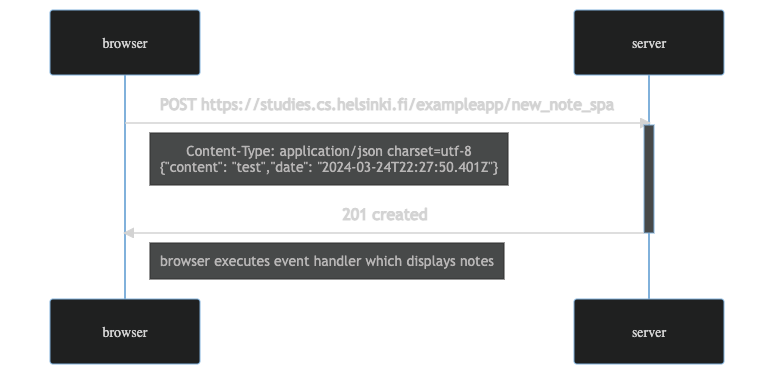 browser
server
POST https://studies.cs.helsinki.fi/exampleapp/new_note_spa
Content-Type: application/json charset=utf-8
{"content": "test","date": "2024-03-24T22:27:50.401Z"}
201 created
browser executes event handler which displays notes
browser
server